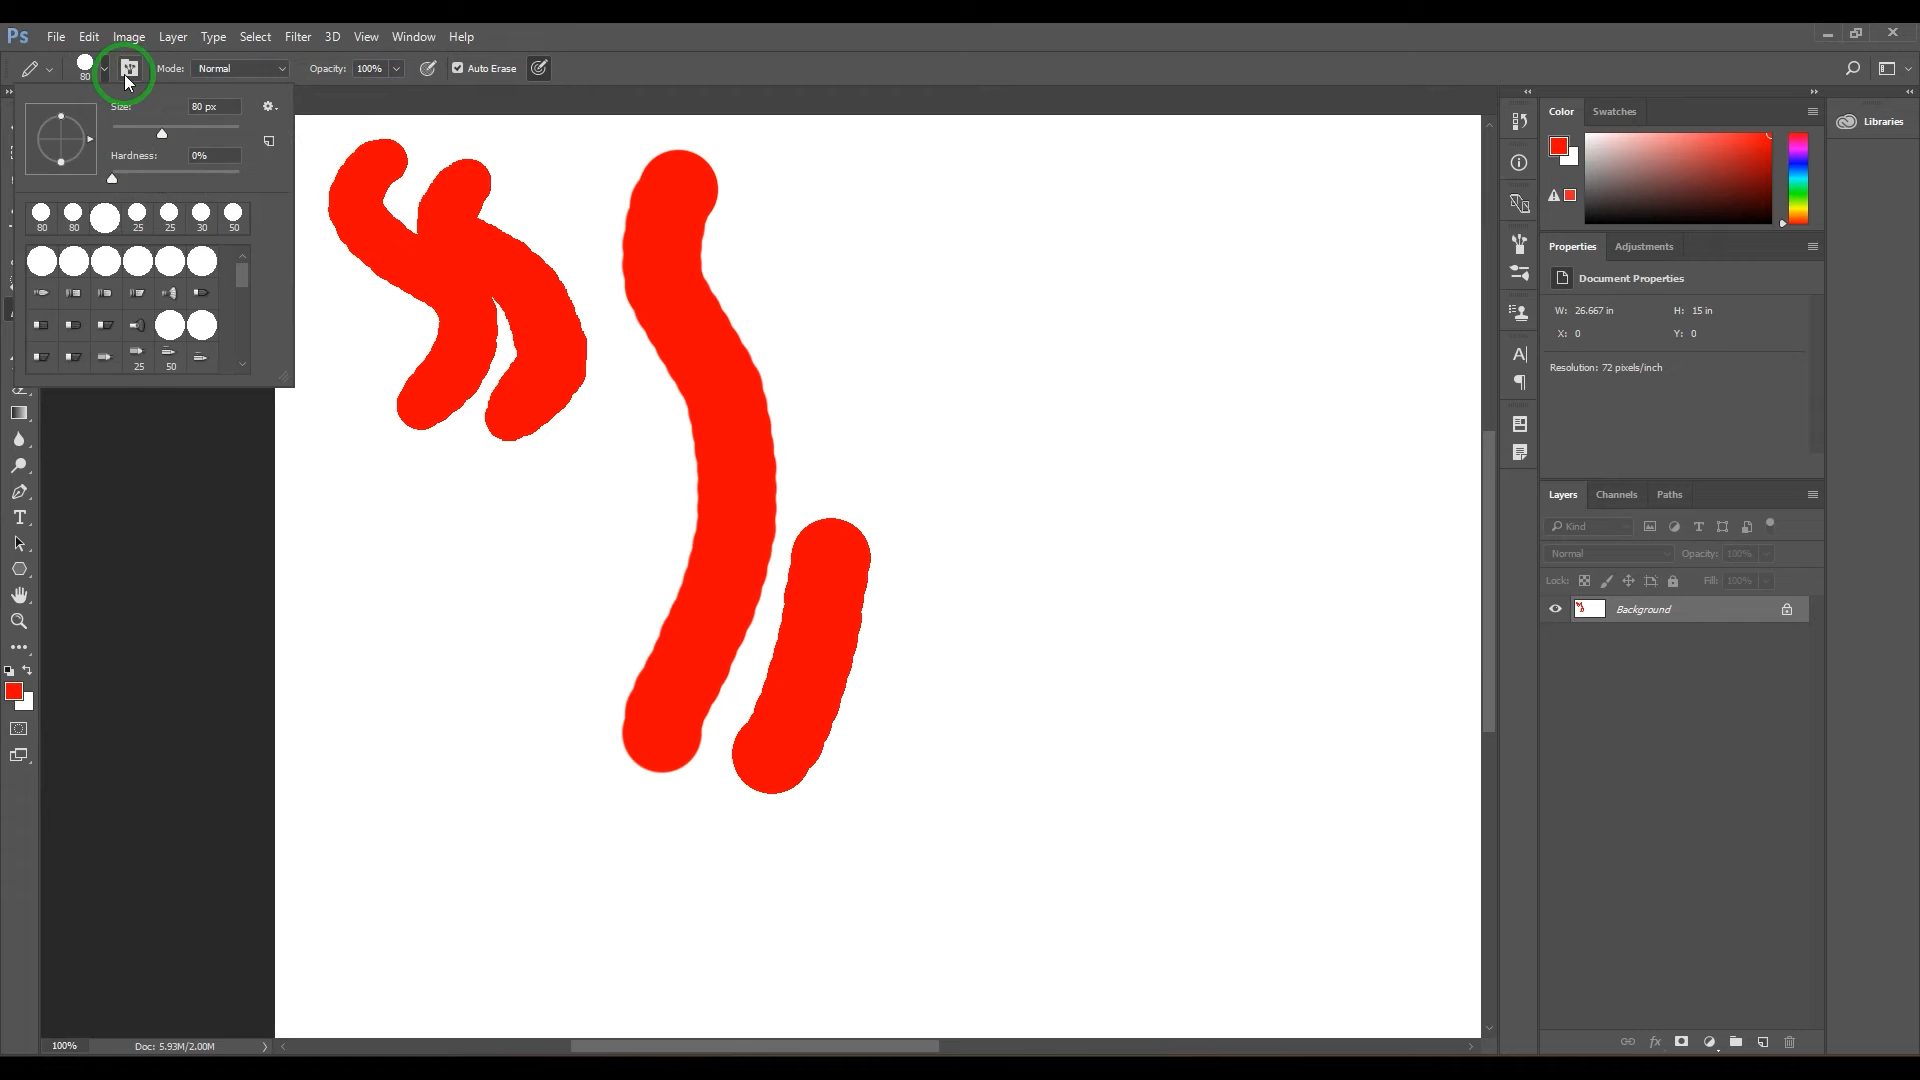 Ps File Edit Image Layer Type Select Filter 3D View Window Help
80 Mode: Normal Opacity: 100% Auto Erase
Size: 80 px
Hardness: 0%
80 80 25 25 30 50
25 50
Color Swatches
Libraries
Properties Adjustments
Document Properties
W: 26.667 in H: 15 in
X: 0 Y: 0
Resolution: 72 pixels/inch
Layers Channels Paths
Kind
Normal Opacity: 100%
Lock: Fill: 100%
Background
100% Doc: 5.93M/2.00M